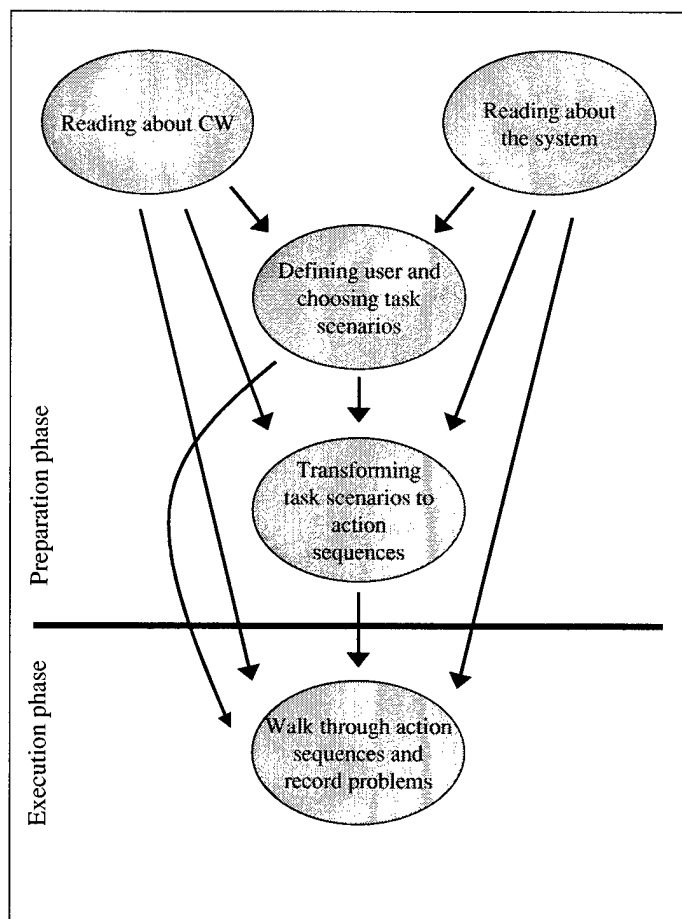 Reading about CW
Reading about
the system
Defining user and
choosing task
scenarios
Transforming
task scenarios to
action
sequences
Preparation phase
Walk through action
sequences and
record problems
Execution phase